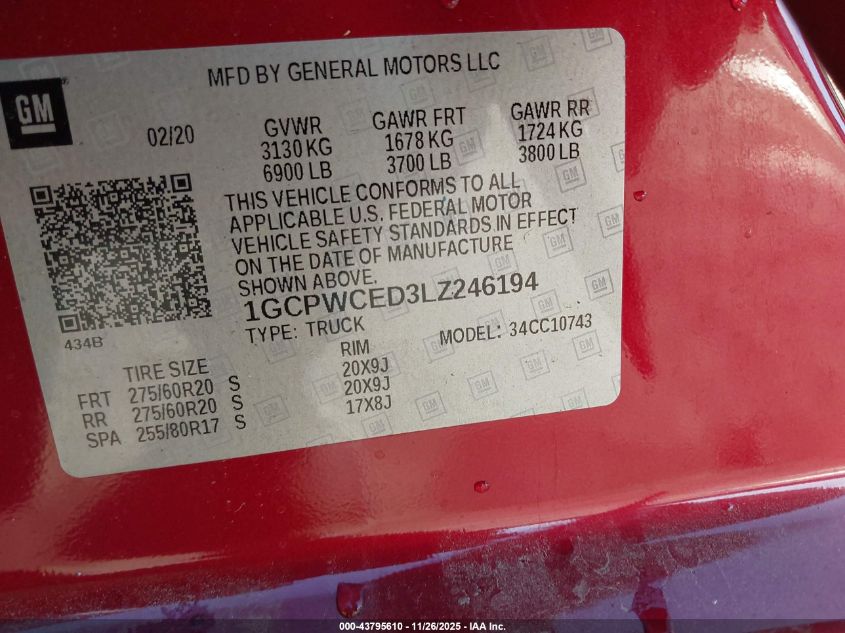 MFD BY GENERAL MOTORS LLC
GM
02/20
GVWR GAWR FRT GAWR RR
3130 KG 1678 KG 1724 KG
6900 LB 3700 LB 3800 LB
THIS VEHICLE CONFORMS TO ALL
APPLICABLE U.S. FEDERAL MOTOR
VEHICLE SAFETY STANDARDS IN EFFECT
ON THE DATE OF MANUFACTURE
SHOWN ABOVE.
1GCPWCED3LZ246194
434B
TYPE: TRUCK MODEL: 34CC10743
TIRE SIZE RIM
FRT 275/60R20 S 20X9J
RR 275/60R20 S 20X9J
SPA 255/80R17 S 17X8J
000-43795610 • 11/26/2025 • IAA Inc.